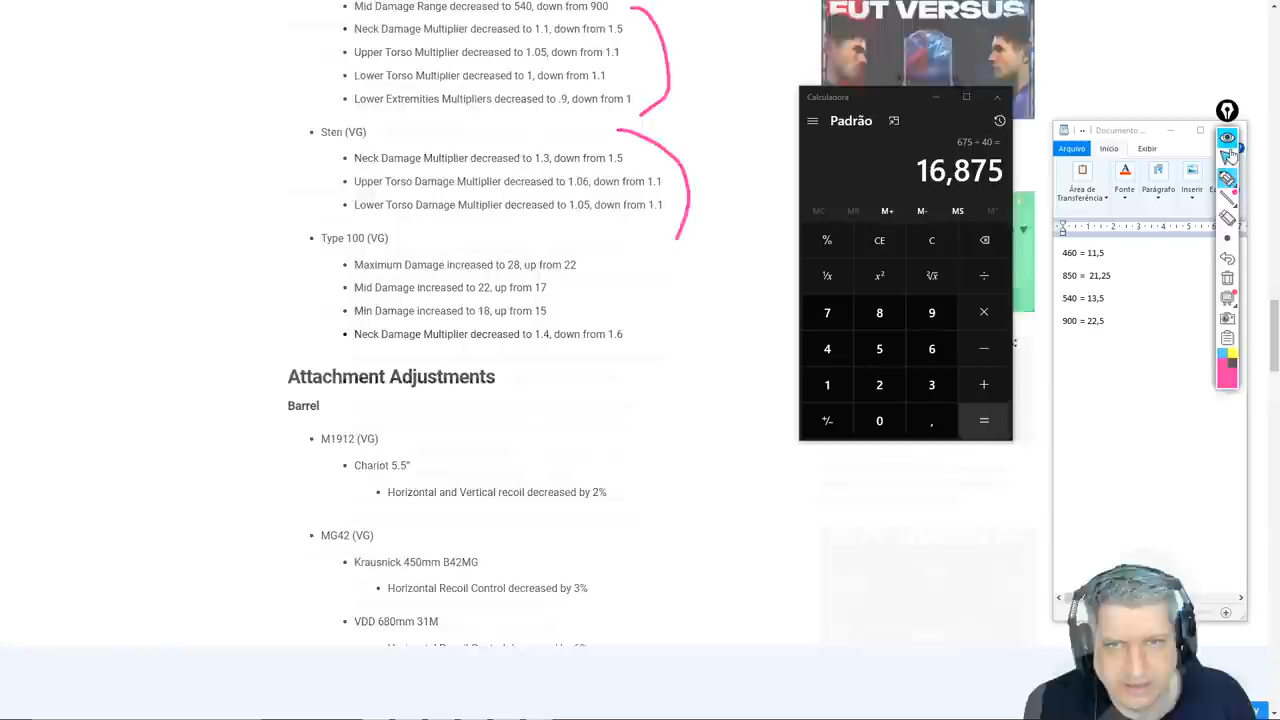 Mid Damage Range decreased to 540, down from 900
Neck Damage Multiplier decreased to 1.1, down from 1.5
Upper Torso Multiplier decreased to 1.05, down from 1.1
Lower Torso Multiplier decreased to 1, down from 1.1
Lower Extremities Multipliers decreased to .9, down from 1
Sten (VG)
Neck Damage Multiplier decreased to 1.3, down from 1.5
Upper Torso Damage Multiplier decreased to 1.06, down from 1.1
Lower Torso Damage Multiplier decreased to 1.05, down from 1.1
Type 100 (VG)
Maximum Damage increased to 28, up from 22
Mid Damage increased to 22, up from 17
Min Damage increased to 18, up from 15
Neck Damage Multiplier decreased to 1.4, down from 1.6
Attachment Adjustments
Barrel
M1912 (VG)
Chariot 5.5"
Horizontal and Vertical recoil decreased by 2%
MG42 (VG)
Krausnick 450mm B42MG
Horizontal Recoil Control decreased by 3%
VDD 680mm 31M
FUT VERSUS
Calculadora
Padrão
675 ÷ 40 =
16,875
MC MR M+ M- MS M˅
% CE C
¹/x x² ²√x ÷
7 8 9 ×
4 5 6 −
1 2 3 +
+/- 0 , =
Documento ...
Arquivo Início Exibir
Área de Transferência
Fonte
Parágrafo
Inserir
1 2 3 4 5 6 7
460 = 11,5
850 = 21,25
540 = 13,5
900 = 22,5